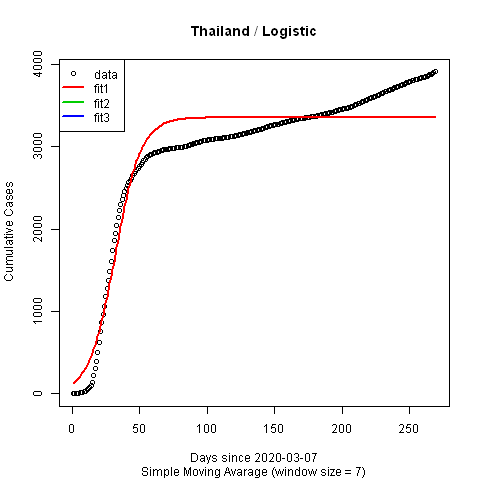 Thailand / Logistic
data
fit1
fit2
fit3
Cumulative Cases
4000
3000
2000
1000
0
0 50 100 150 200 250
Days since 2020-03-07
Simple Moving Avarage (window size = 7)